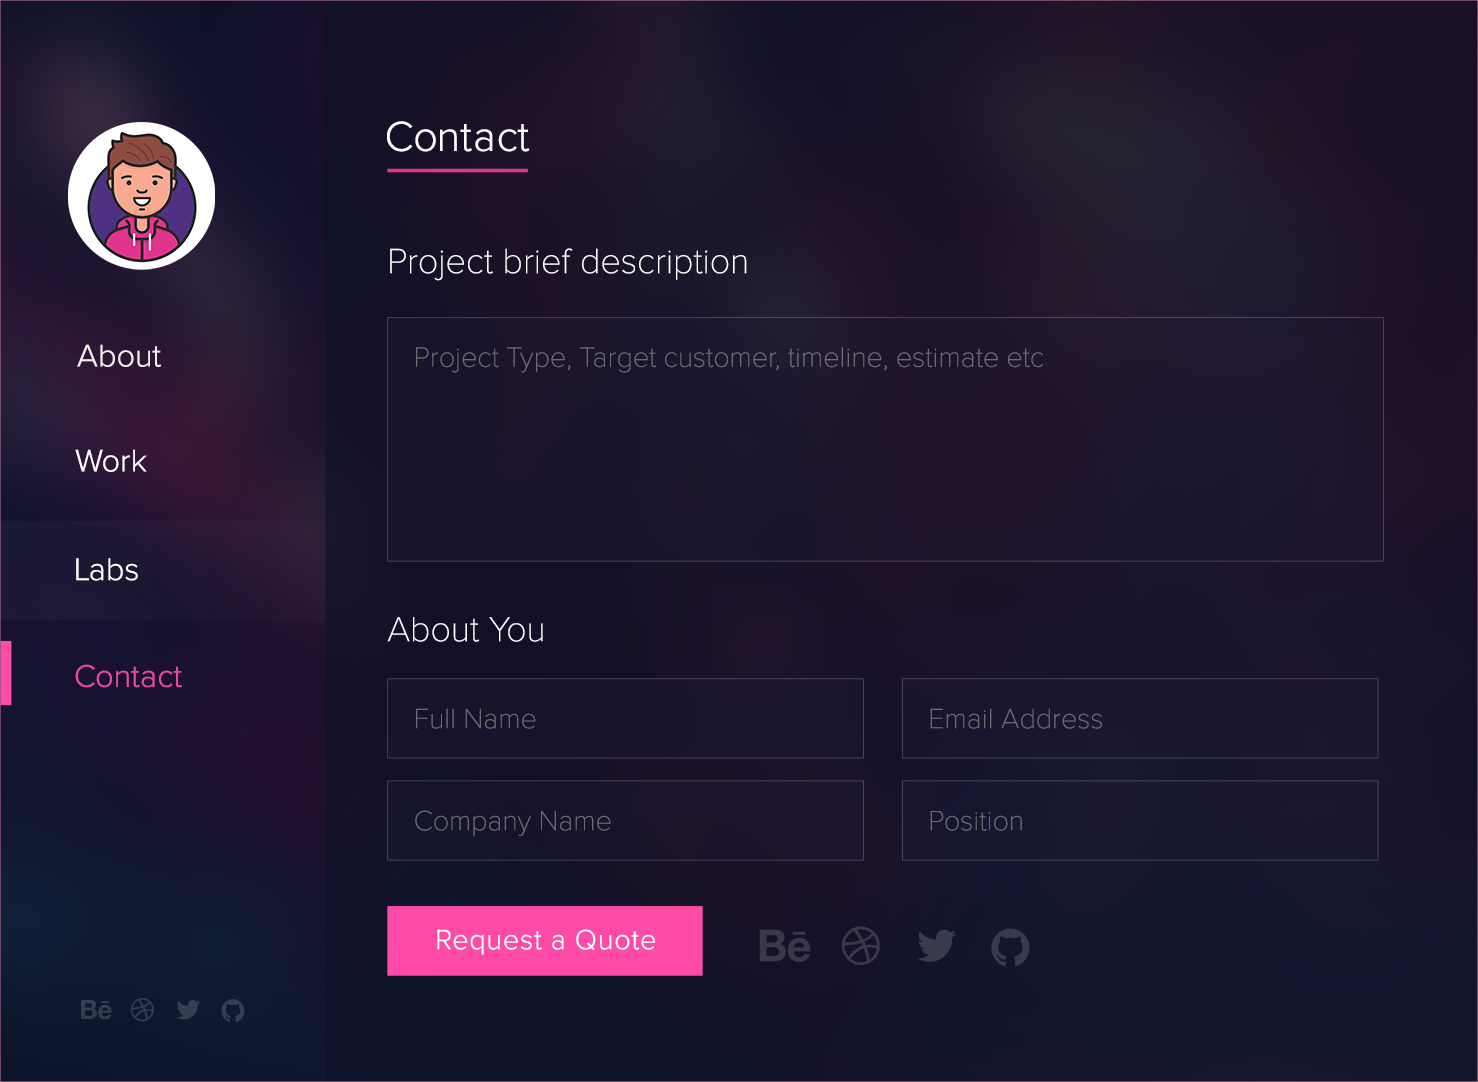 About
Work
Labs
Contact
Bē
Contact
Project brief description
Project Type, Target customer, timeline, estimate etc
About You
Full Name
Email Address
Company Name
Position
Request a Quote
Bē